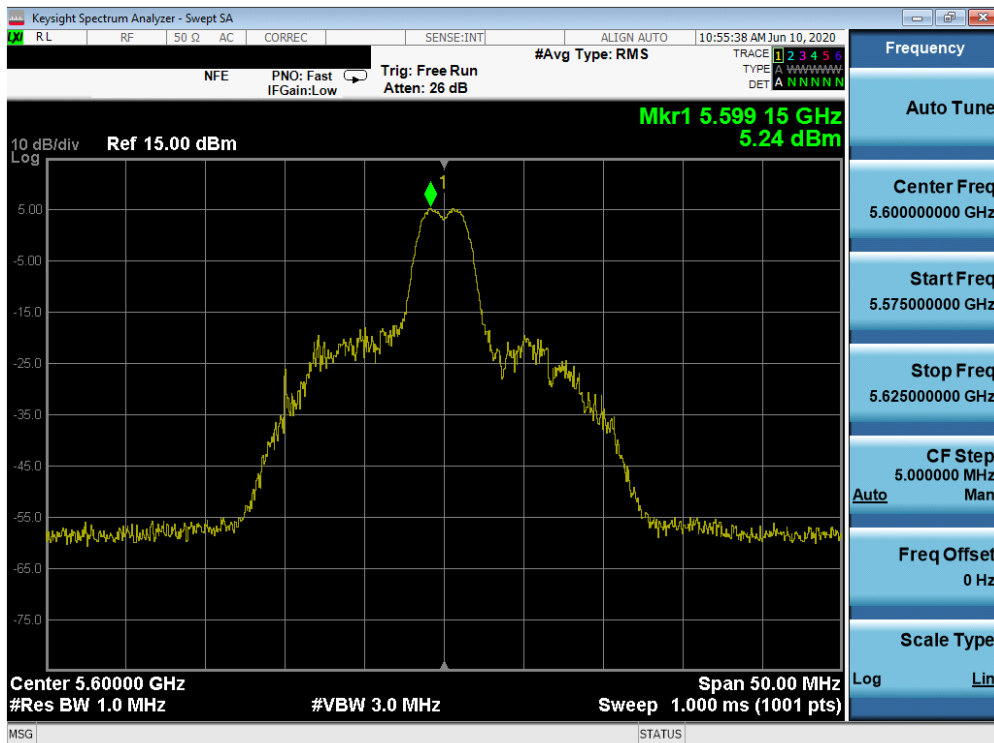 Keysight Spectrum Analyzer - Swept SA
LXI RL RF 50 Ω AC CORREC SENSE:INT ALIGN AUTO 10:55:38 AM Jun 10, 2020
Frequency
NFE PNO: Fast IFGain:Low
Trig: Free Run
Atten: 26 dB
#Avg Type: RMS
TRACE 1 2 3 4 5 6
TYPE A WWWWW
DET A N N N N N
Mkr1 5.599 15 GHz
5.24 dBm
10 dB/div Ref 15.00 dBm
Log
1
5.00
-5.00
-15.0
-25.0
-35.0
-45.0
-55.0
-65.0
-75.0
Center 5.60000 GHz Span 50.00 MHz
#Res BW 1.0 MHz #VBW 3.0 MHz Sweep 1.000 ms (1001 pts)
MSG STATUS
Auto Tune
Center Freq
5.600000000 GHz
Start Freq
5.575000000 GHz
Stop Freq
5.625000000 GHz
CF Step
5.000000 MHz
Auto Man
Freq Offset
0 Hz
Scale Type
Log Lin